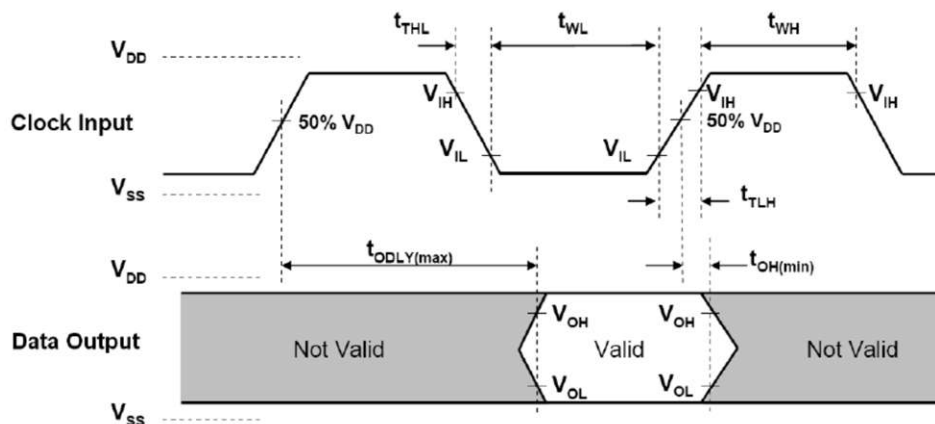 t_THL t_WL t_WH
V_DD
V_IH V_IH V_IH
Clock Input 50% V_DD 50% V_DD
V_IL V_IL
V_SS
t_TLH
t_ODLY(max) t_OH(min)
V_DD
V_OH V_OH
Data Output Not Valid Valid Not Valid
V_OL V_OL
V_SS